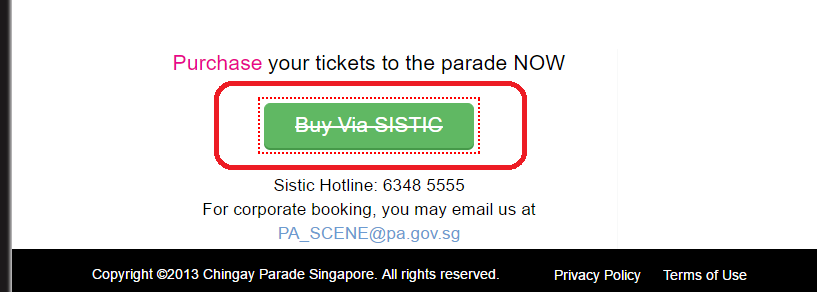 Purchase your tickets to the parade NOW
Buy Via SISTIC
Sistic Hotline: 6348 5555
For corporate booking, you may email us at
PA_SCENE@pa.gov.sg
Copyright ©2013 Chingay Parade Singapore. All rights reserved. Privacy Policy Terms of Use